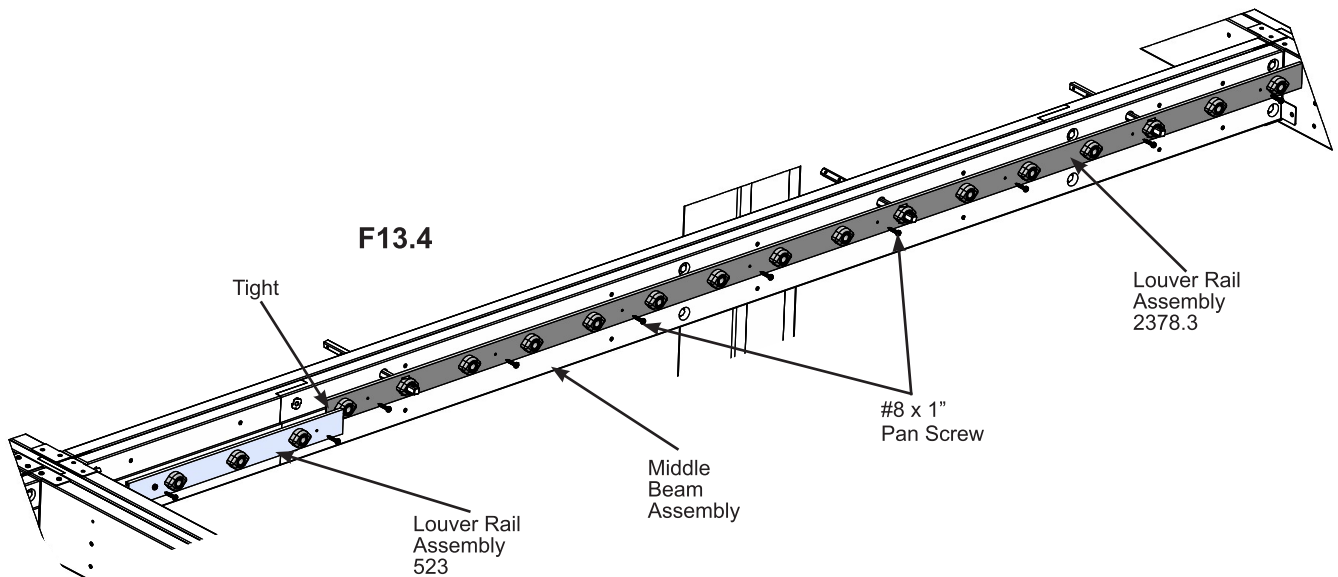 F13.4
Tight
Louver Rail
Assembly
2378.3
#8 x 1”
Pan Screw
Middle
Beam
Assembly
Louver Rail
Assembly
523